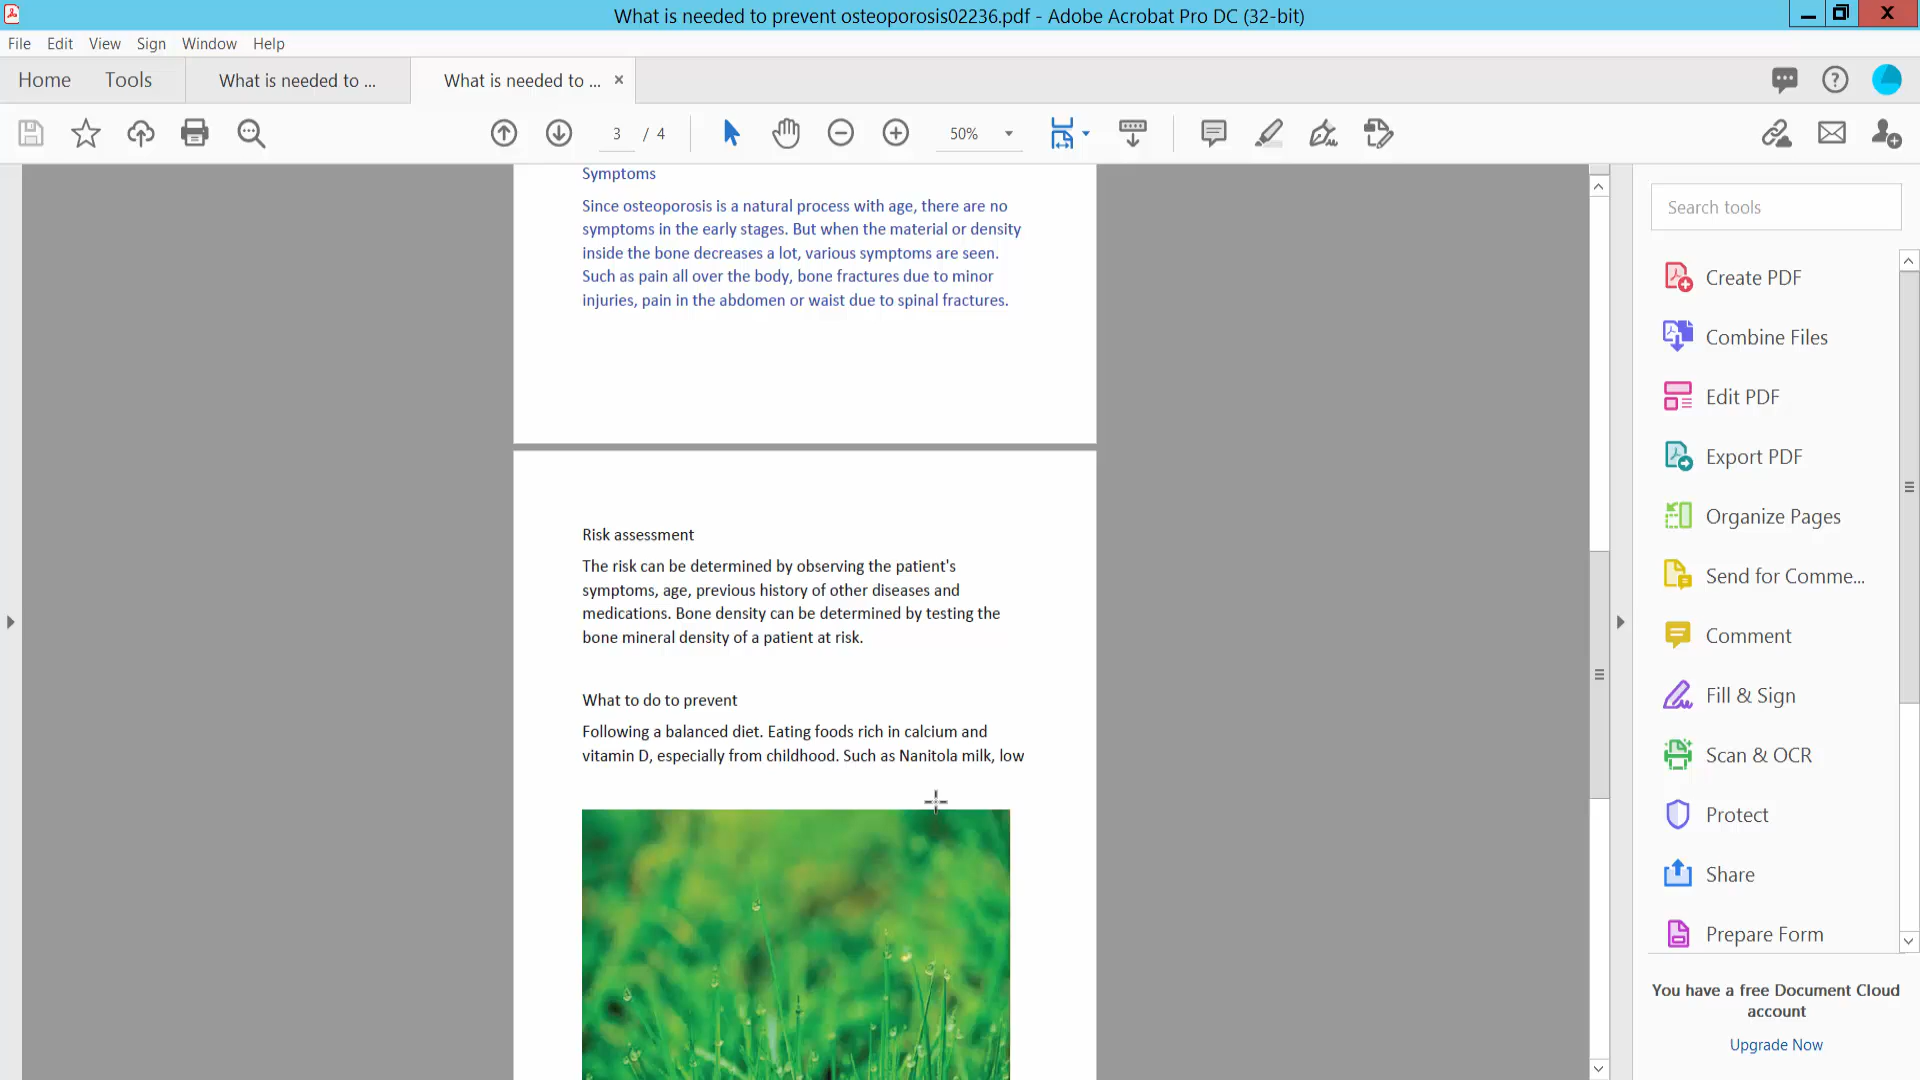 What is needed to prevent osteoporosis02236.pdf - Adobe Acrobat Pro DC (32-bit)
File Edit View Sign Window Help
Home Tools What is needed to ... What is needed to ... ×
3 / 4 50%
Symptoms
Since osteoporosis is a natural process with age, there are no
symptoms in the early stages. But when the material or density
inside the bone decreases a lot, various symptoms are seen.
Such as pain all over the body, bone fractures due to minor
injuries, pain in the abdomen or waist due to spinal fractures.
Risk assessment
The risk can be determined by observing the patient's
symptoms, age, previous history of other diseases and
medications. Bone density can be determined by testing the
bone mineral density of a patient at risk.
What to do to prevent
Following a balanced diet. Eating foods rich in calcium and
vitamin D, especially from childhood. Such as Nanitola milk, low
Search tools
Create PDF
Combine Files
Edit PDF
Export PDF
Organize Pages
Send for Comme...
Comment
Fill & Sign
Scan & OCR
Protect
Share
Prepare Form
You have a free Document Cloud
account
Upgrade Now